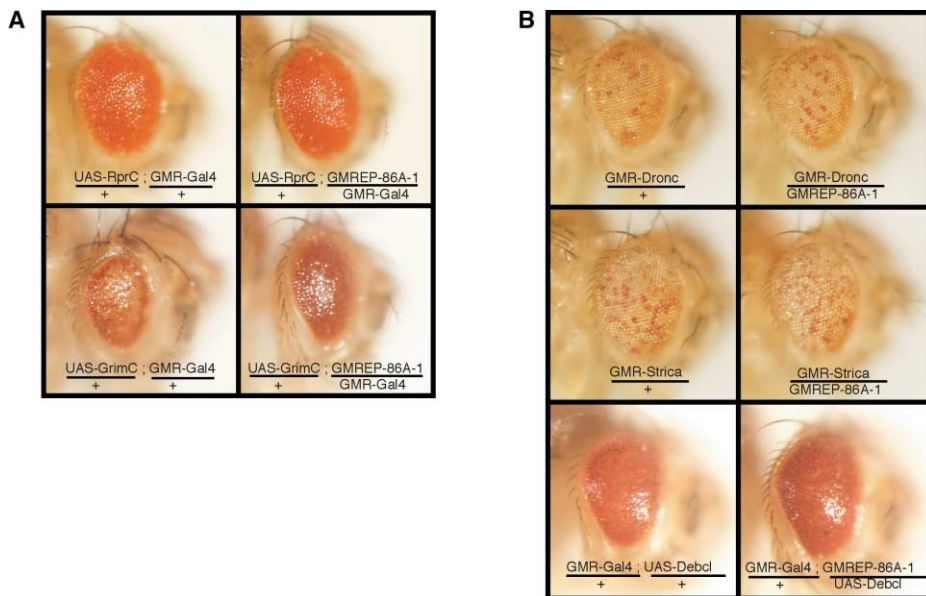 A
UAS-RprC ; GMR-Gal4
+ +
UAS-RprC ; GMREP-86A-1
+ GMR-Gal4
UAS-GrimC ; GMR-Gal4
+ +
UAS-GrimC ; GMREP-86A-1
+ GMR-Gal4
B
GMR-Dronc
+
GMR-Dronc
GMREP-86A-1
GMR-Strica
+
GMR-Strica
GMREP-86A-1
GMR-Gal4 ; UAS-Debcl
+ +
GMR-Gal4 ; GMREP-86A-1
+ UAS-Debcl